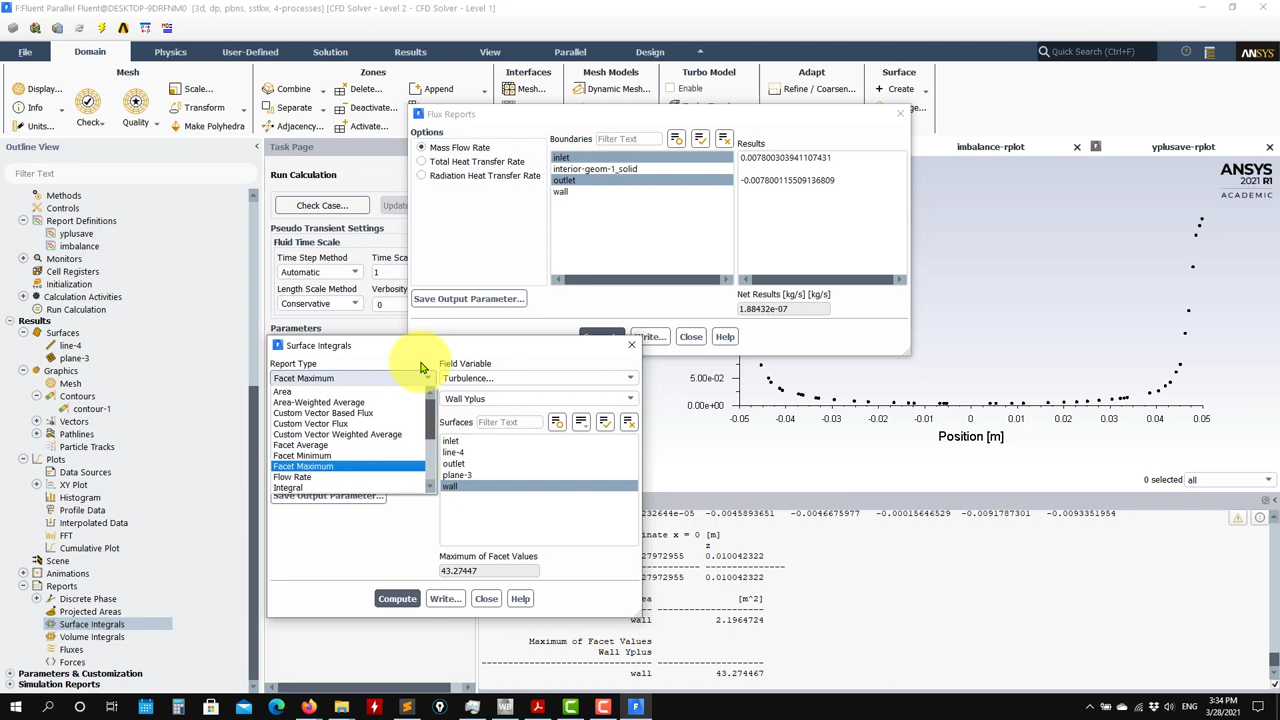 F:Fluent Parallel Fluent@DESKTOP-9DRFNM0 [3d, dp, pbns, sstkw, 4-processes] [CFD Solver - Level 2 - CFD Solver - Level 1]
File Domain Physics User-Defined Solution Results View Parallel Design Quick Search (Ctrl+F) ANSYS
Mesh Zones Interfaces Mesh Models Turbo Model Adapt Surface
Display... Scale... Combine Delete... Append Mesh... Dynamic Mesh... Enable Refine / Coarsen... Create
Info Check Quality Transform Separate Deactivate...
Units... Make Polyhedra Adjacency... Activate...
Outline View
Filter Text
Methods
Controls
Report Definitions
yplusave
imbalance
Monitors
Cell Registers
Initialization
Calculation Activities
Run Calculation
Results
Surfaces
line-4
plane-3
Graphics
Mesh
Contours
contour-1
Vectors
Pathlines
Particle Tracks
Plots
Data Sources
XY Plot
Histogram
Profile Data
Interpolated Data
FFT
Cumulative Plot
Scene
Animations
Reports
Discrete Phase
Projected Areas
Surface Integrals
Volume Integrals
Fluxes
Forces
Parameters & Customization
Simulation Reports
Task Page
Run Calculation
Check Case...
Pseudo Transient Settings
Fluid Time Scale
Time Step Method
Automatic 1
Length Scale Method Verbosity
Conservative 0
Parameters
Flux Reports
Options
Mass Flow Rate
Total Heat Transfer Rate
Radiation Heat Transfer Rate
Save Output Parameter...
Boundaries Filter Text
inlet
interior-geom-1_solid
outlet
wall
Results
0.007800303941107431
-0.007800115509136809
Net Results [kg/s] [kg/s]
1.88432e-07
Close Help
imbalance-rplot yplusave-rplot
ANSYS
2021 R1
ACADEMIC
5.00e-02
0.00e+00
-0.05 -0.04 -0.03 -0.02 -0.01 0 0.01 0.02 0.03 0.04 0.05
Position [m]
0 selected all
Surface Integrals
Report Type
Facet Maximum
Area
Area-Weighted Average
Custom Vector Based Flux
Custom Vector Flux
Custom Vector Weighted Average
Facet Average
Facet Minimum
Facet Maximum
Flow Rate
Integral
Save Output Parameter...
Field Variable
Turbulence...
Wall Yplus
Surfaces Filter Text
inlet
line-4
outlet
plane-3
wall
Maximum of Facet Values
43.27447
Compute Write... Close Help
-0.0045893651 -0.0046675977 -0.00015646529 -0.0091787301 -0.0093351954
x = 0 [m]
z
0.010042322
0.010042322
[m^2]
wall 2.1964724
Maximum of Facet Values
Wall Yplus
wall 43.274467
ENG 3:34 PM
3/28/2021